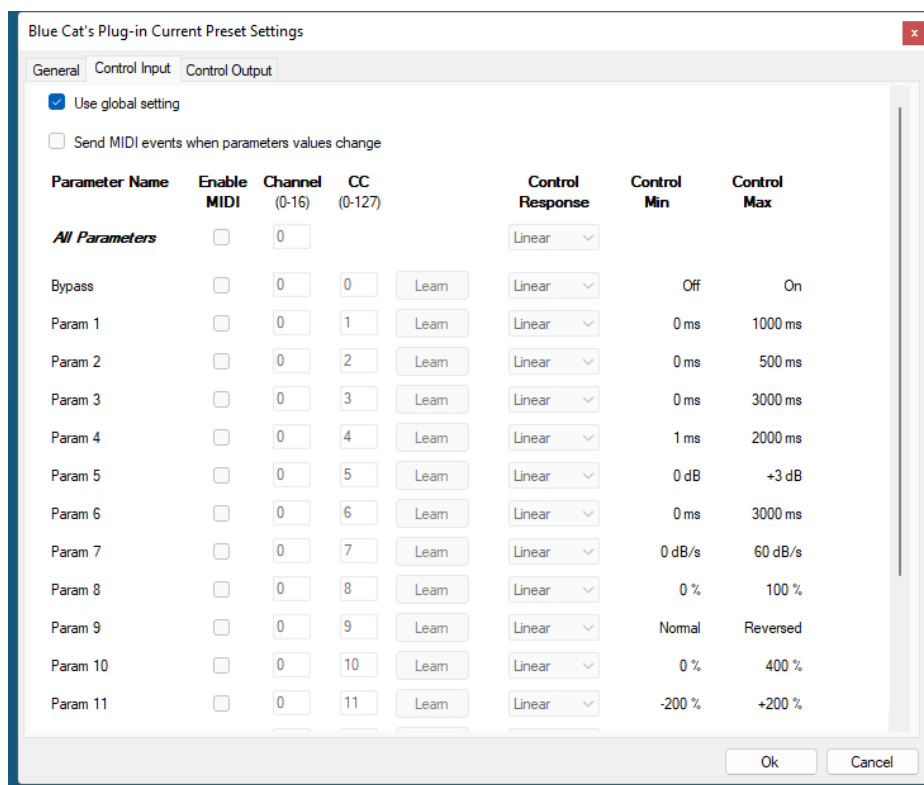 Blue Cat's Plug-in Current Preset Settings x
General Control Input Control Output
Use global setting
Send MIDI events when parameters values change
Parameter Name Enable MIDI Channel (0-16) CC (0-127) Control Response Control Min Control Max
All Parameters 0 Linear
Bypass 0 0 Learn Linear Off On
Param 1 0 1 Learn Linear 0 ms 1000 ms
Param 2 0 2 Learn Linear 0 ms 500 ms
Param 3 0 3 Learn Linear 0 ms 3000 ms
Param 4 0 4 Learn Linear 1 ms 2000 ms
Param 5 0 5 Learn Linear 0 dB +3 dB
Param 6 0 6 Learn Linear 0 ms 3000 ms
Param 7 0 7 Learn Linear 0 dB/s 60 dB/s
Param 8 0 8 Learn Linear 0 % 100 %
Param 9 0 9 Learn Linear Normal Reversed
Param 10 0 10 Learn Linear 0 % 400 %
Param 11 0 11 Learn Linear -200 % +200 %
Ok Cancel